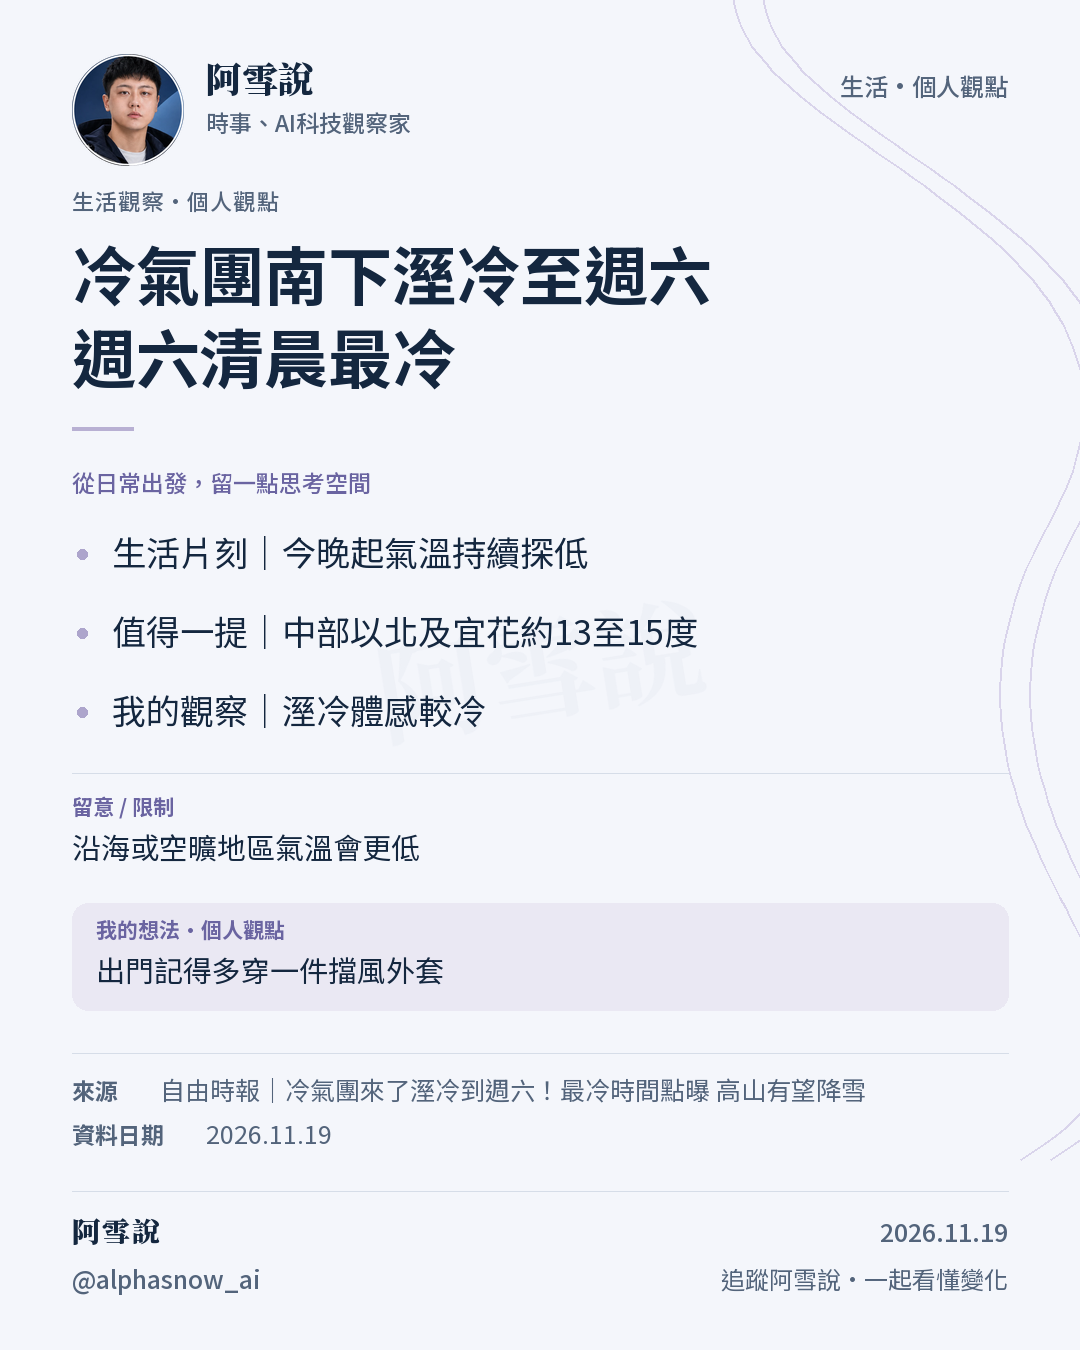 阿雪說
時事、AI科技觀察家
生活・個人觀點
生活觀察・個人觀點
冷氣團南下溼冷至週六
週六清晨最冷
從日常出發，留一點思考空間
生活片刻｜今晚起氣溫持續探低
值得一提｜中部以北及宜花約13至15度
我的觀察｜溼冷體感較冷
阿雪說
留意 / 限制
沿海或空曠地區氣溫會更低
我的想法・個人觀點
出門記得多穿一件擋風外套
來源 自由時報｜冷氣團來了溼冷到週六！最冷時間點曝 高山有望降雪
資料日期 2026.11.19
阿雪說
2026.11.19
@alphasnow_ai
追蹤阿雪說・一起看懂變化